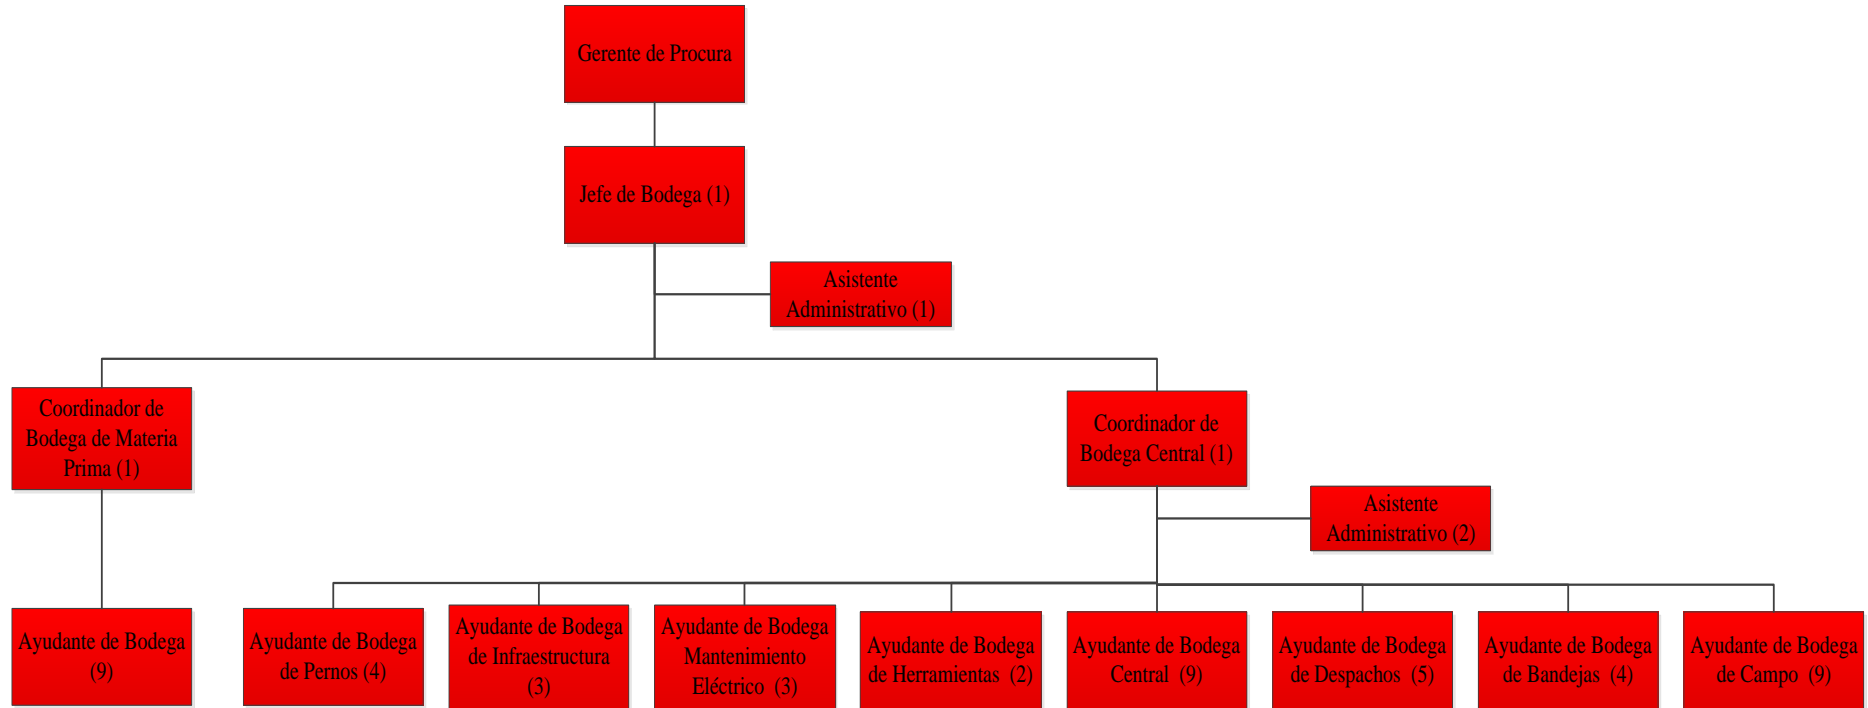 Gerente de Procura
Jefe de Bodega (1)
Asistente
Administrativo (1)
Coordinador de
Bodega de Materia
Prima (1)
Coordinador de
Bodega Central (1)
Asistente
Administrativo (2)
Ayudante de Bodega
(9)
Ayudante de Bodega
de Pernos (4)
Ayudante de Bodega
de Infraestructura
(3)
Ayudante de Bodega
Mantenimiento
Eléctrico (3)
Ayudante de Bodega
de Herramientas (2)
Ayudante de Bodega
Central (9)
Ayudante de Bodega
de Despachos (5)
Ayudante de Bodega
de Bandejas (4)
Ayudante de Bodega
de Campo (9)